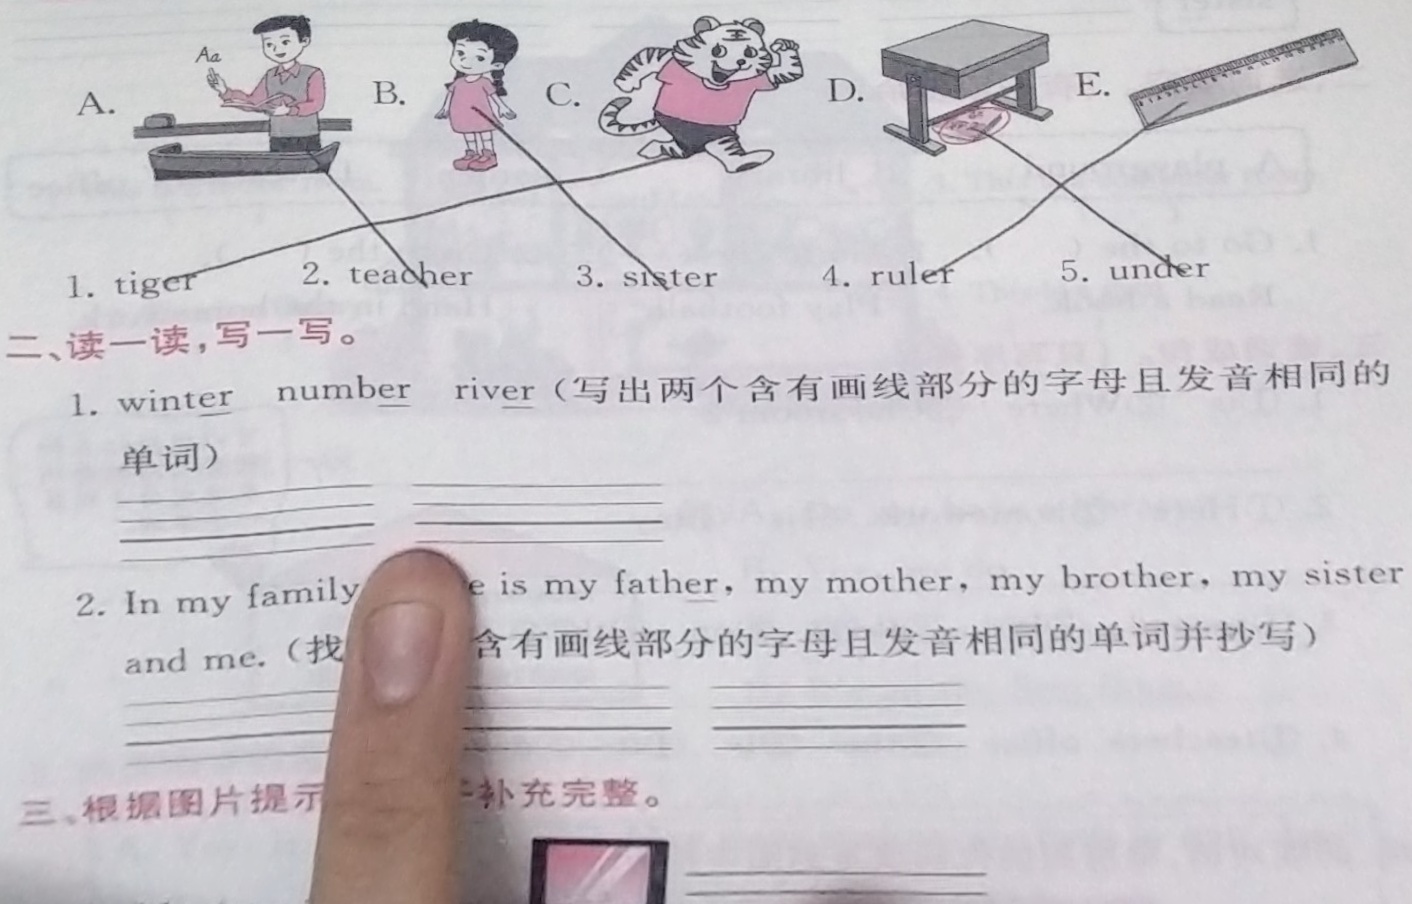 Aa
A. B. C. D. E.
1. tiger 2. teacher 3. sister 4. ruler 5. under
二、读一读,写一写。
1. winter number river(写出两个含有画线部分的字母且发音相同的
单词)
2. In my family is my father, my mother, my brother, my sister
and me.(找 含有画线部分的字母且发音相同的单词并抄写)
三、根据图片提示 补充完整。